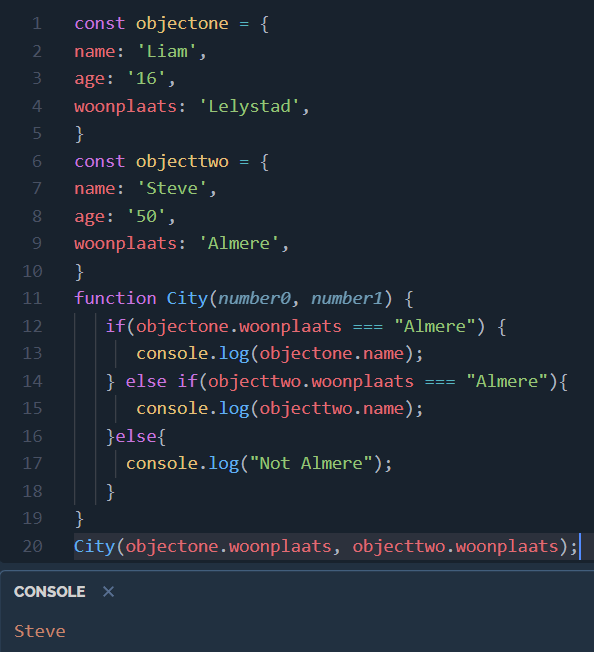 1 const objectone = {
2 name: 'Liam',
3 age: '16',
4 woonplaats: 'Lelystad',
5 }
6 const objecttwo = {
7 name: 'Steve',
8 age: '50',
9 woonplaats: 'Almere',
10 }
11 function City(number0, number1) {
12 if(objectone.woonplaats === "Almere") {
13 console.log(objectone.name);
14 } else if(objecttwo.woonplaats === "Almere"){
15 console.log(objecttwo.name);
16 }else{
17 console.log("Not Almere");
18 }
19 }
20 City(objectone.woonplaats, objecttwo.woonplaats);
CONSOLE ×
Steve